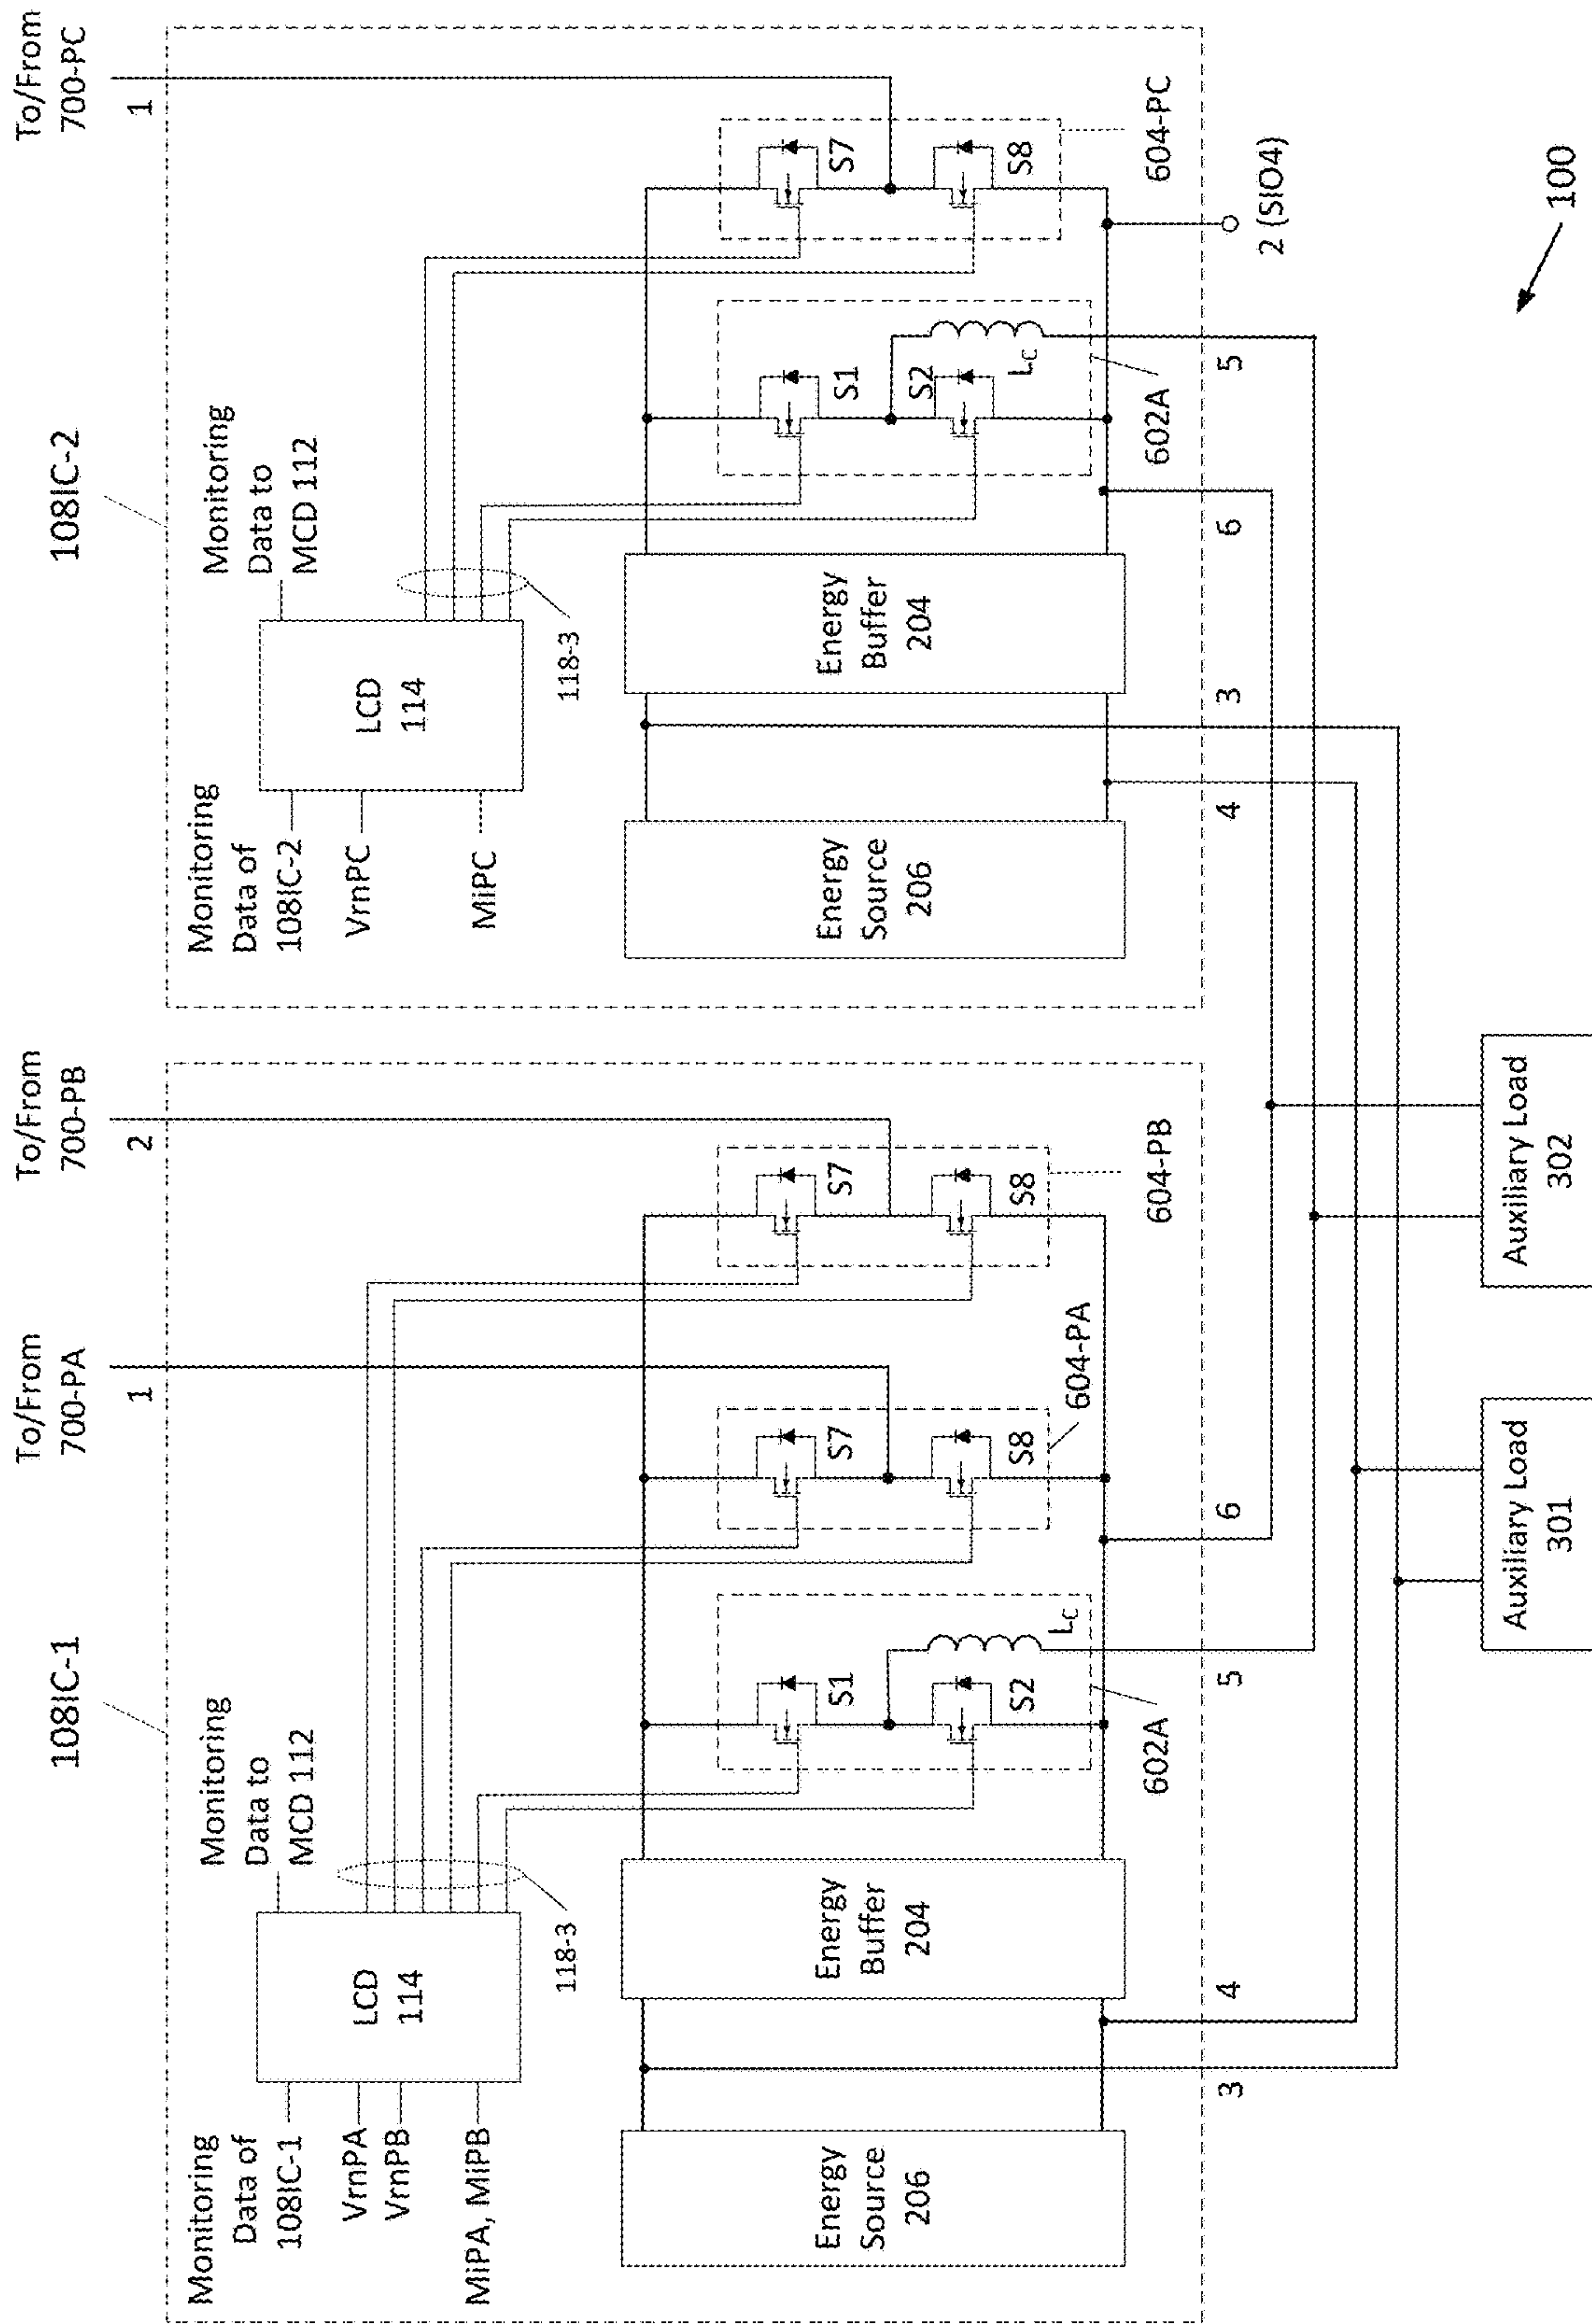 108IC-1
To/From
700-PA
To/From
700-PB
Monitoring
Data to
MCD 112
1
2
Monitoring
Data of
108IC-1
VrnPA
VrnPB
MiPA, MiPB
LCD
114
118-3
Energy
Source
206
Energy
Buffer
204
S1
S2
LC
602A
S7
S8
604-PA
S7
S8
604-PB
3
4
5
6
108IC-2
To/From
700-PC
Monitoring
Data to
MCD 112
1
Monitoring
Data of
108IC-2
VrnPC
MiPC
LCD
114
118-3
Energy
Source
206
Energy
Buffer
204
S1
S2
LC
602A
S7
S8
604-PC
4
3
6
5
2 (SIO4)
Auxiliary Load
301
Auxiliary Load
302
100